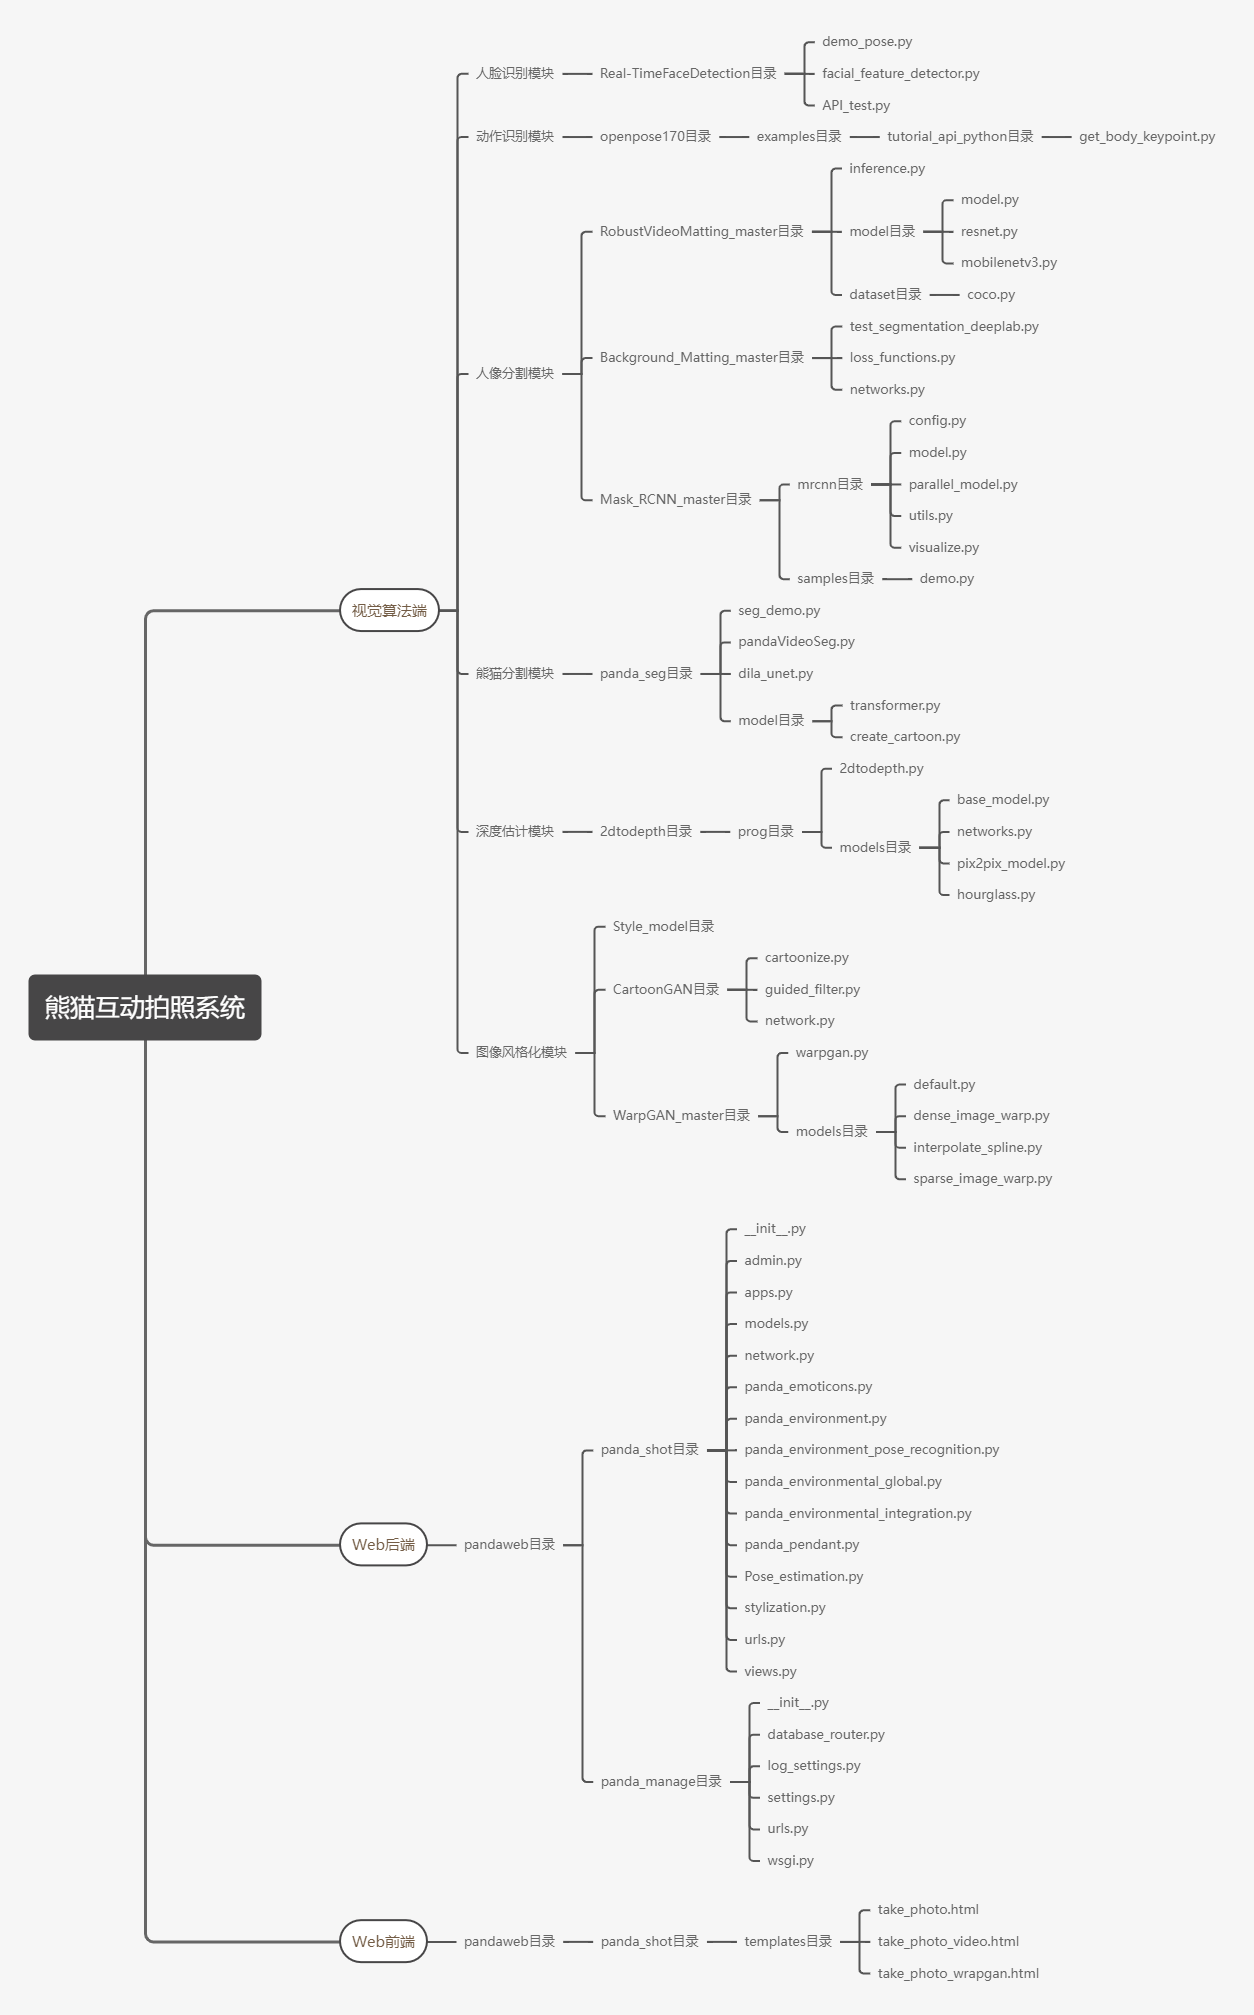 熊猫互动拍照系统
视觉算法端
人脸识别模块
Real-TimeFaceDetection目录
demo_pose.py
facial_feature_detector.py
API_test.py
动作识别模块
openpose170目录
examples目录
tutorial_api_python目录
get_body_keypoint.py
人像分割模块
RobustVideoMatting_master目录
inference.py
model目录
model.py
resnet.py
mobilenetv3.py
dataset目录
coco.py
Background_Matting_master目录
test_segmentation_deeplab.py
loss_functions.py
networks.py
Mask_RCNN_master目录
mrcnn目录
config.py
model.py
parallel_model.py
utils.py
visualize.py
samples目录
demo.py
熊猫分割模块
panda_seg目录
seg_demo.py
pandaVideoSeg.py
dila_unet.py
model目录
transformer.py
create_cartoon.py
深度估计模块
2dtodepth目录
prog目录
2dtodepth.py
models目录
base_model.py
networks.py
pix2pix_model.py
hourglass.py
图像风格化模块
Style_model目录
CartoonGAN目录
cartoonize.py
guided_filter.py
network.py
WarpGAN_master目录
warpgan.py
models目录
default.py
dense_image_warp.py
interpolate_spline.py
sparse_image_warp.py
Web后端
pandaweb目录
panda_shot目录
__init__.py
admin.py
apps.py
models.py
network.py
panda_emoticons.py
panda_environment.py
panda_environment_pose_recognition.py
panda_environmental_global.py
panda_environmental_integration.py
panda_pendant.py
Pose_estimation.py
stylization.py
urls.py
views.py
panda_manage目录
__init__.py
database_router.py
log_settings.py
settings.py
urls.py
wsgi.py
Web前端
pandaweb目录
panda_shot目录
templates目录
take_photo.html
take_photo_video.html
take_photo_wrapgan.html